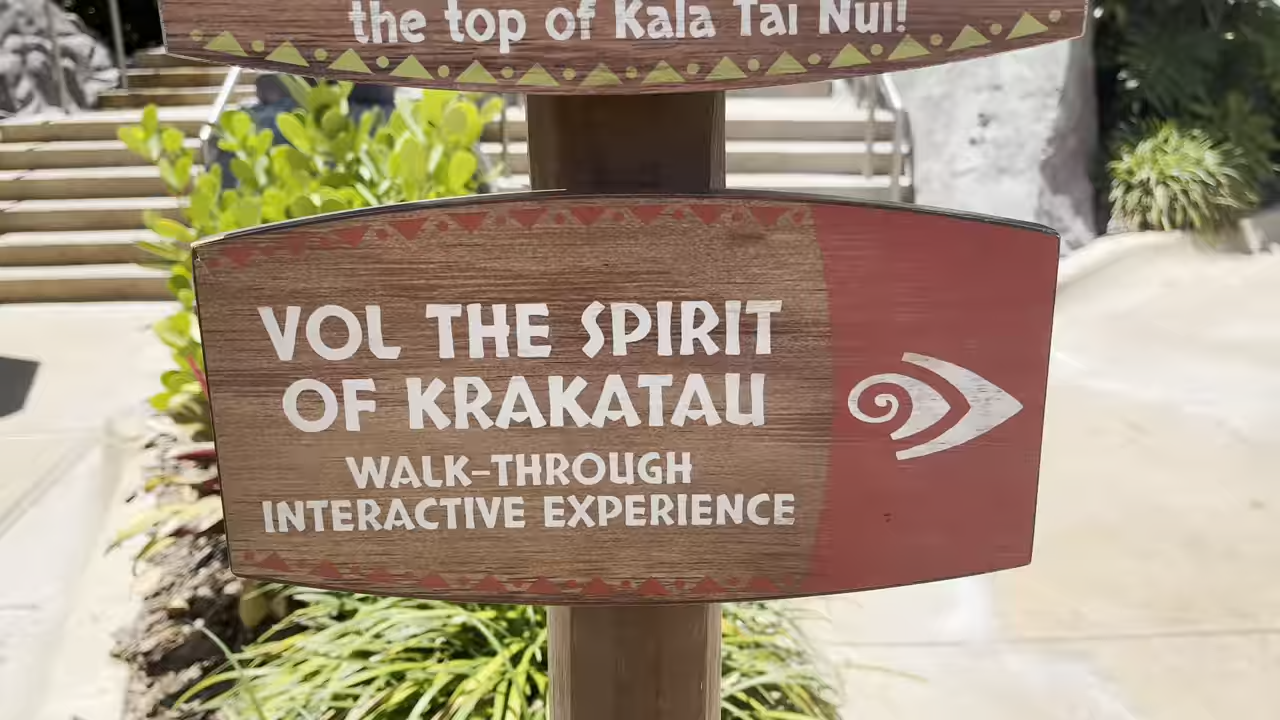 the top of Kala Tai Nui!
VOL THE SPIRIT
OF KRAKATAU
WALK-THROUGH
INTERACTIVE EXPERIENCE